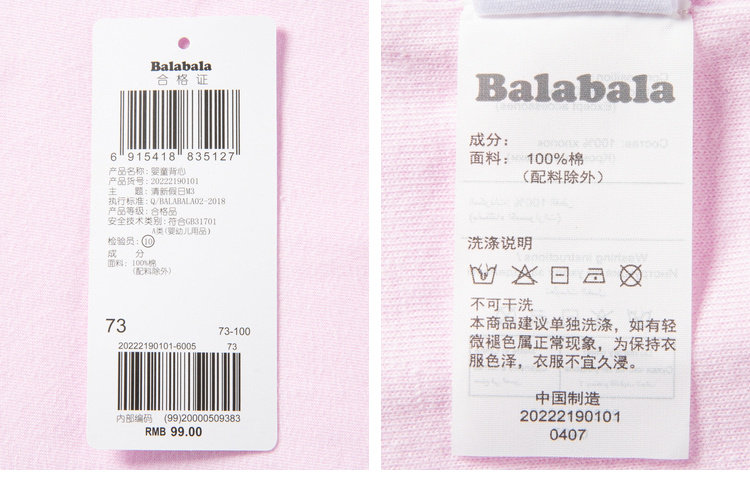 Balabala
合格证
6 915418 835127
产品名称: 婴童背心
产品货号: 20222190101
主 题: 清新假日M3
执行标准: Q/BALABALA02-2018
产品等级: 合格品
安全技术类别: 符合GB31701
A类(婴幼儿用品)
检验员: 10
成 分
面料: 100%棉
(配料除外)
73 73-100
20222190101-6005 73
内部编码 (99)20000509383
RMB 99.00
Balabala
成分:
面料: 100%棉
(配料除外)
洗涤说明
不可干洗
本商品建议单独洗涤，如有轻
微褪色属正常现象，为保持衣
服色泽，衣服不宜久浸。
中国制造
20222190101
0407